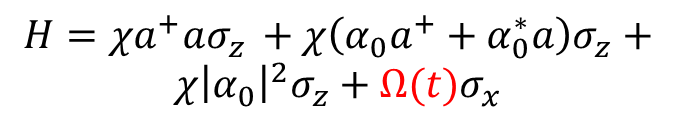 H = χa⁺aσ_z + χ(α₀a⁺ + α₀*a)σ_z +
χ|α₀|²σ_z + Ω(t)σ_x